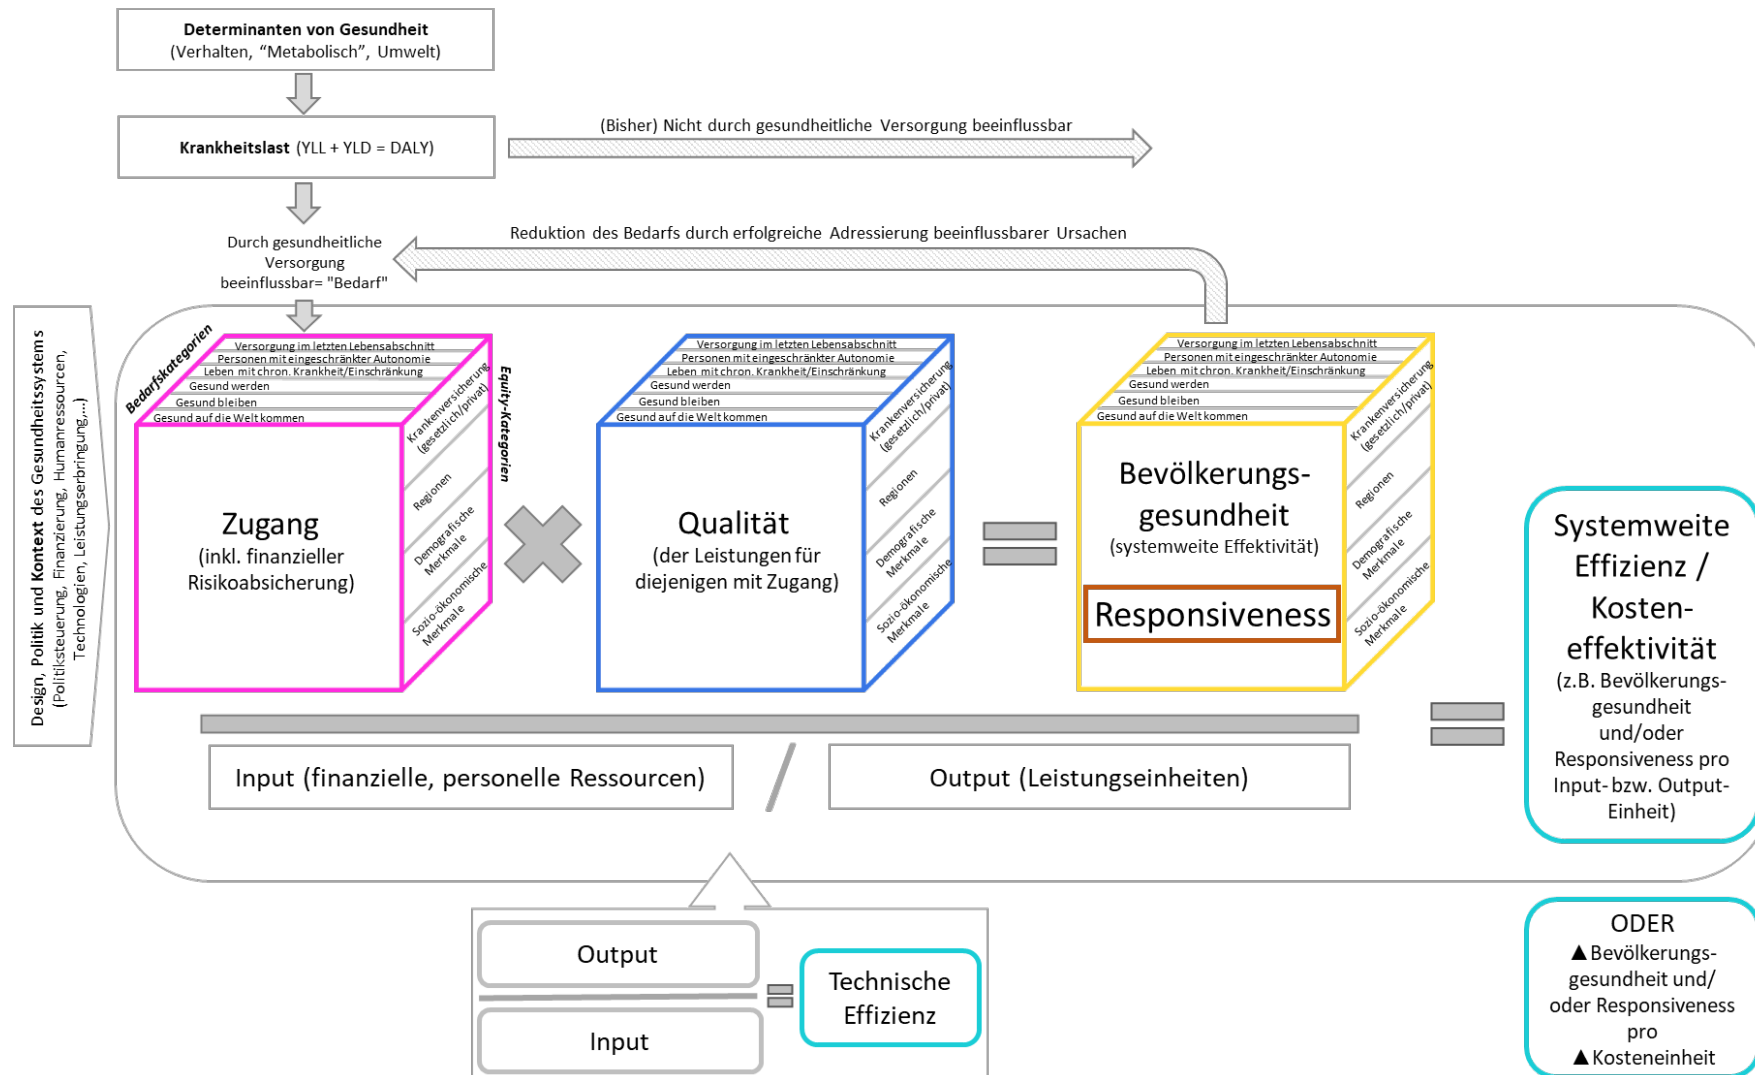 Determinanten von Gesundheit
(Verhalten, “Metabolisch”, Umwelt)
Krankheitslast (YLL + YLD = DALY)
(Bisher) Nicht durch gesundheitliche Versorgung beeinflussbar
Durch gesundheitliche
Versorgung
beeinflussbar= "Bedarf"
Reduktion des Bedarfs durch erfolgreiche Adressierung beeinflussbarer Ursachen
Design, Politik und Kontext des Gesundheitssystems
(Politiksteuerung, Finanzierung, Humanressourcen,
Technologien, Leistungserbringung,...)
Bedarfskategorien
Versorgung im letzten Lebensabschnitt
Personen mit eingeschränkter Autonomie
Leben mit chron. Krankheit/Einschränkung
Gesund werden
Gesund bleiben
Gesund auf die Welt kommen
Equity-Kategorien
Krankenversicherung
(gesetzlich/privat)
Regionen
Demografische
Merkmale
Sozio-ökonomische
Merkmale
Zugang
(inkl. finanzieller
Risikoabsicherung)
Versorgung im letzten Lebensabschnitt
Personen mit eingeschränkter Autonomie
Leben mit chron. Krankheit/Einschränkung
Gesund werden
Gesund bleiben
Gesund auf die Welt kommen
Krankenversicherung
(gesetzlich/privat)
Regionen
Demografische
Merkmale
Sozio-ökonomische
Merkmale
Qualität
(der Leistungen für
diejenigen mit Zugang)
Versorgung im letzten Lebensabschnitt
Personen mit eingeschränkter Autonomie
Leben mit chron. Krankheit/Einschränkung
Gesund werden
Gesund bleiben
Gesund auf die Welt kommen
Krankenversicherung
(gesetzlich/privat)
Regionen
Demografische
Merkmale
Sozio-ökonomische
Merkmale
Bevölkerungs-
gesundheit
(systemweite Effektivität)
Responsiveness
Input (finanzielle, personelle Ressourcen)
/
Output (Leistungseinheiten)
Systemweite
Effizienz /
Kosten-
effektivität
(z.B. Bevölkerungs-
gesundheit
und/oder
Responsiveness pro
Input- bzw. Output-
Einheit)
Output
Input
Technische
Effizienz
ODER
▲Bevölkerungs-
gesundheit und/
oder Responsiveness
pro
▲Kosteneinheit